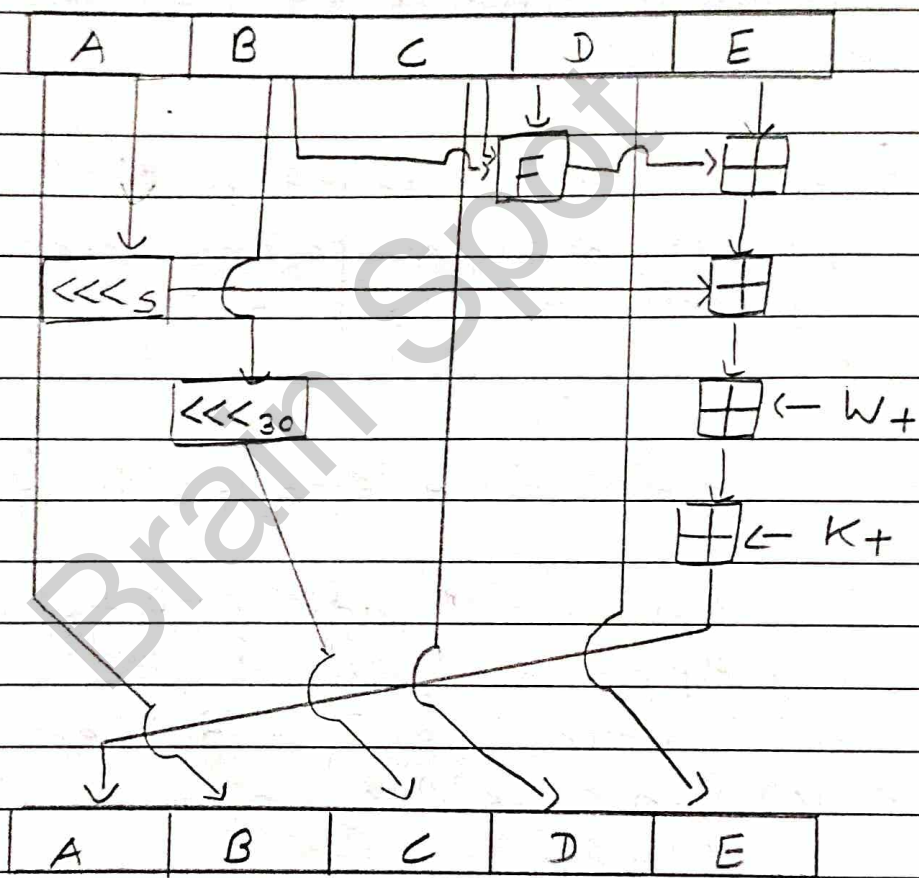 A B C D E
F
<<< 5
<<< 30
← W+
← K+
A B C D E
Brain Spot